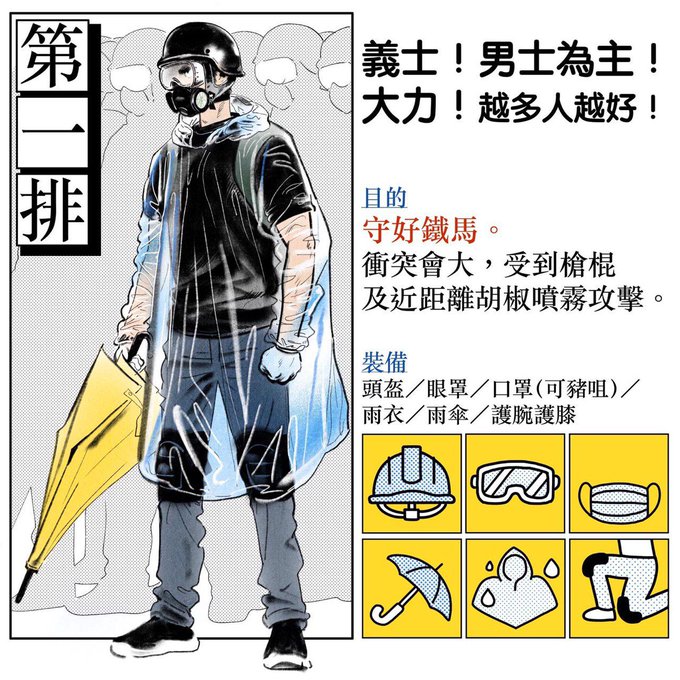 第一排
義士！男士為主！
大力！越多人越好！
目的
守好鐵馬。
衝突會大，受到槍棍
及近距離胡椒噴霧攻擊。
裝備
頭盔／眼罩／口罩(可豬咀)／
雨衣／雨傘／護腕護膝